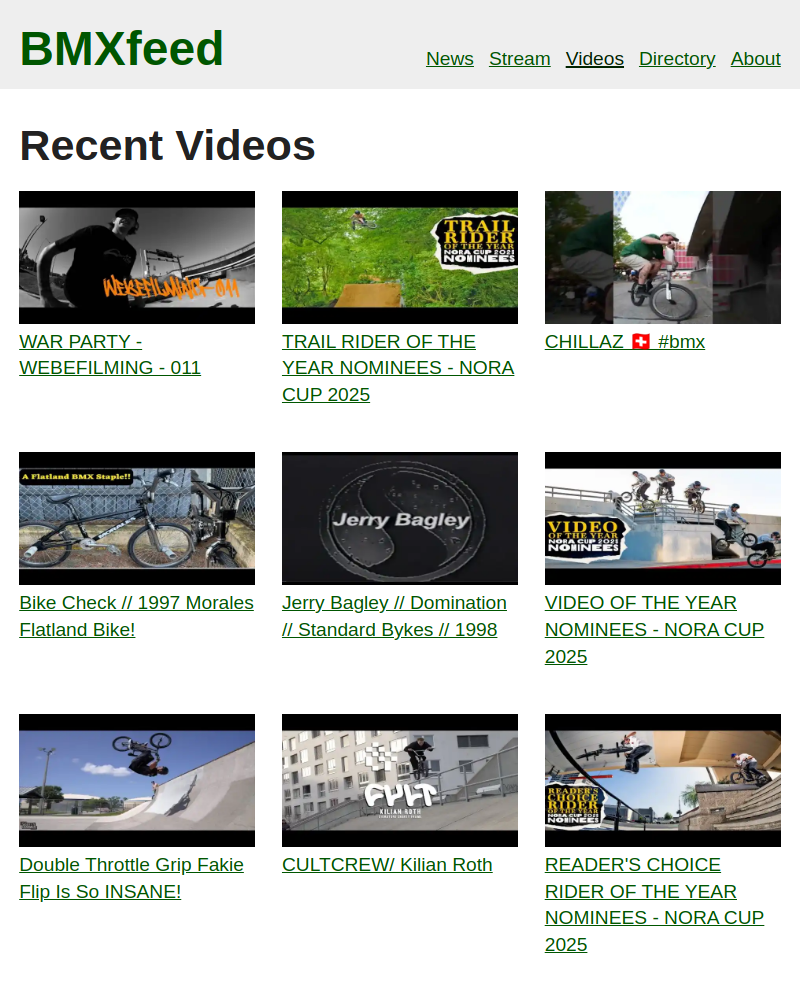 BMXfeed
News Stream Videos Directory About
Recent Videos
WEBEFILMING - 011
TRAIL
RIDER
OF THE YEAR
NORA CUP 2021
NOMINEES
WAR PARTY -
WEBEFILMING - 011
TRAIL RIDER OF THE
YEAR NOMINEES - NORA
CUP 2025
CHILLAZ 🇨🇭 #bmx
A Flatland BMX Staple!!
MORALES
Jerry Bagley
VIDEO
OF THE YEAR
NORA CUP 2021
NOMINEES
Bike Check // 1997 Morales
Flatland Bike!
Jerry Bagley // Domination
// Standard Bykes // 1998
VIDEO OF THE YEAR
NOMINEES - NORA CUP
2025
CULT
KILIAN ROTH
READER'S
CHOICE
RIDER
OF THE YEAR
NORA CUP 2021
NOMINEES
Double Throttle Grip Fakie
Flip Is So INSANE!
CULTCREW/ Kilian Roth
READER'S CHOICE
RIDER OF THE YEAR
NOMINEES - NORA CUP
2025